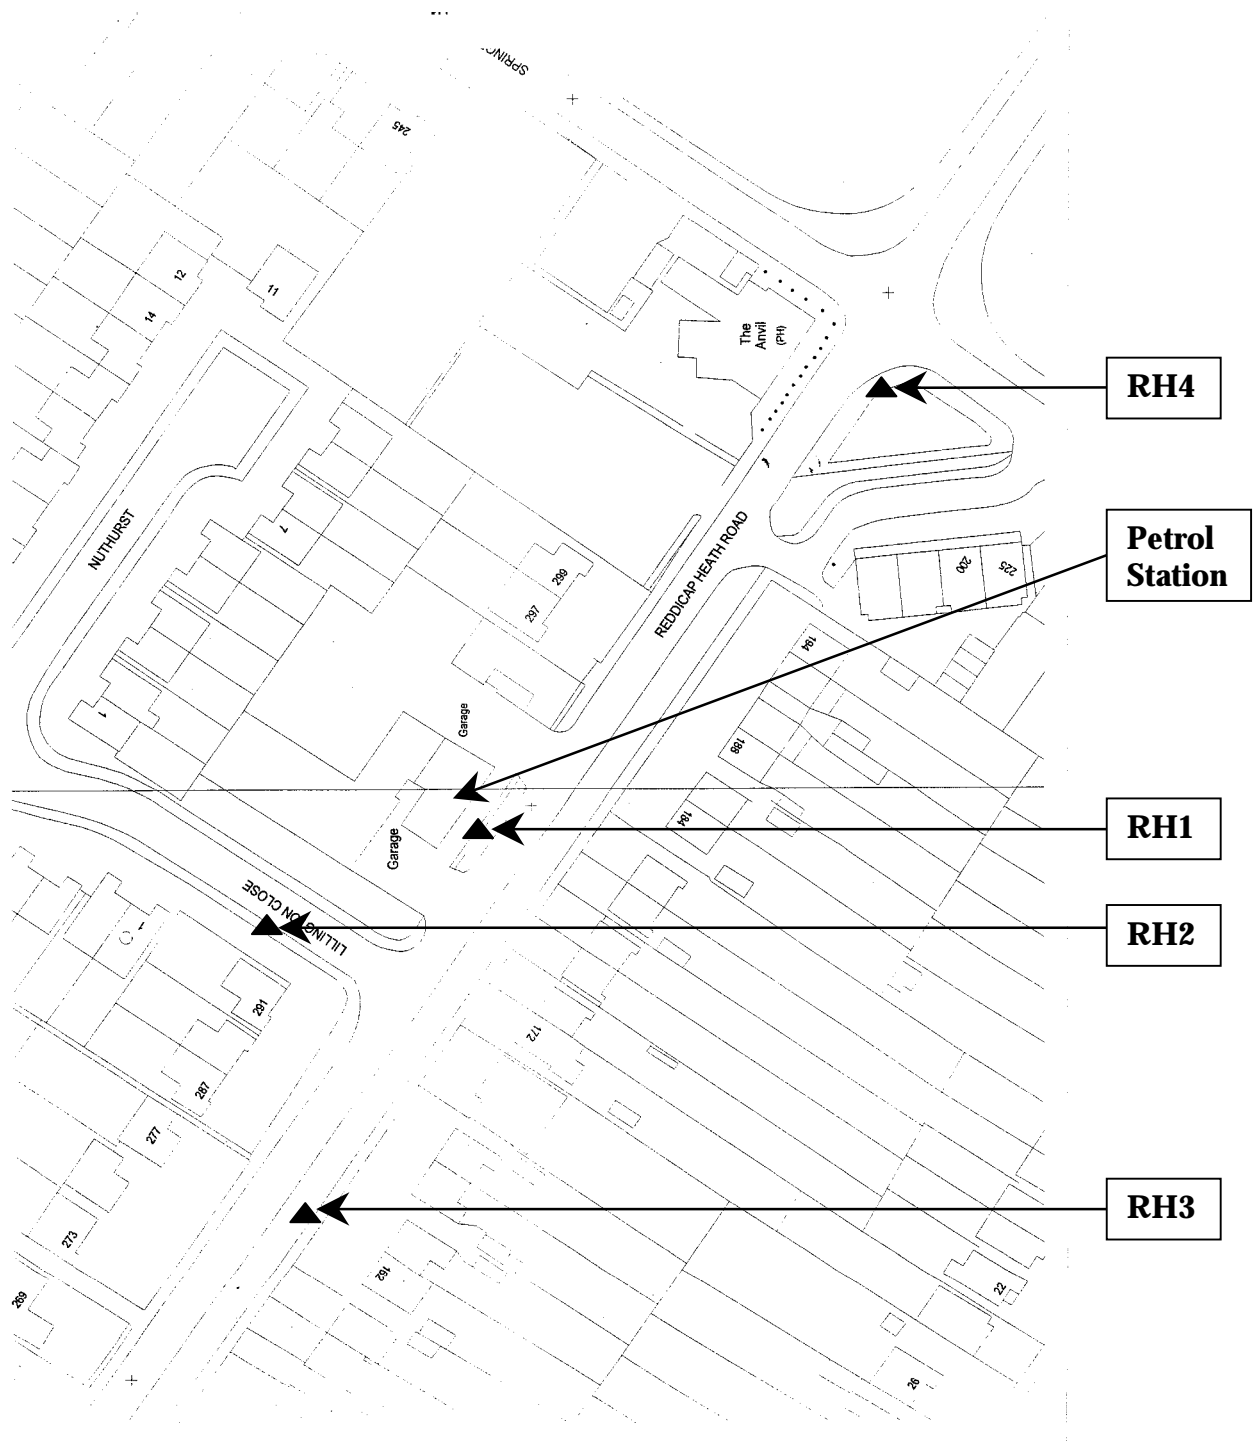 SPRING
245
12
11
14
The
Anvil
(PH)
RH4
NUTHURST
7
REDDICAP HEATH ROAD
Petrol
Station
299
297
200
225
194
1
Garage
188
184
RH1
Garage
LILLINGTON CLOSE
RH2
1
291
172
287
277
RH3
273
162
22
269
26